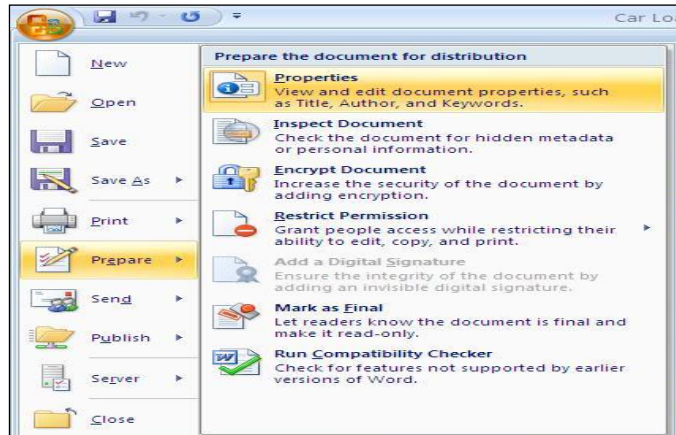 Car Loa
New
Open
Save
Save As
Print
Prepare
Send
Publish
Server
Close
Prepare the document for distribution
Properties
View and edit document properties, such
as Title, Author, and Keywords.
Inspect Document
Check the document for hidden metadata
or personal information.
Encrypt Document
Increase the security of the document by
adding encryption.
Restrict Permission
Grant people access while restricting their
ability to edit, copy, and print.
Add a Digital Signature
Ensure the integrity of the document by
adding an invisible digital signature.
Mark as Final
Let readers know the document is final and
make it read-only.
Run Compatibility Checker
Check for features not supported by earlier
versions of Word.